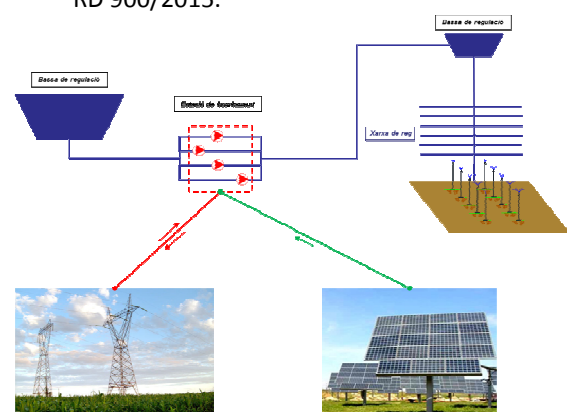 RD 900/2015.
Bassa de regulació
Bassa de regulació
Estació de bombament
Xarxa de reg